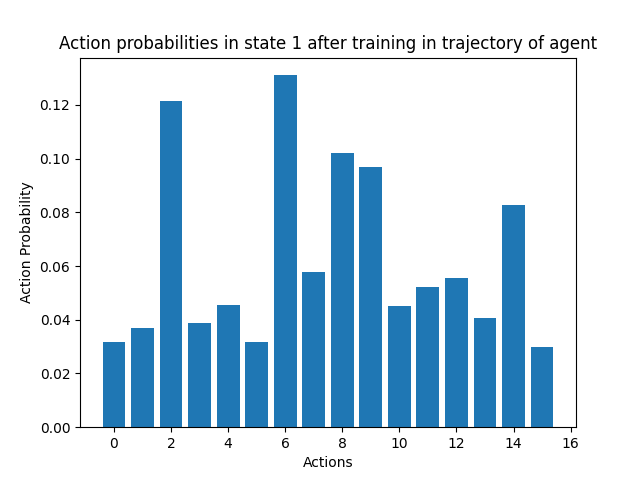 Action probabilities in state 1 after training in trajectory of agent
0.12
0.10
0.08
0.06
0.04
0.02
0.00
Action Probability
0 2 4 6 8 10 12 14 16
Actions